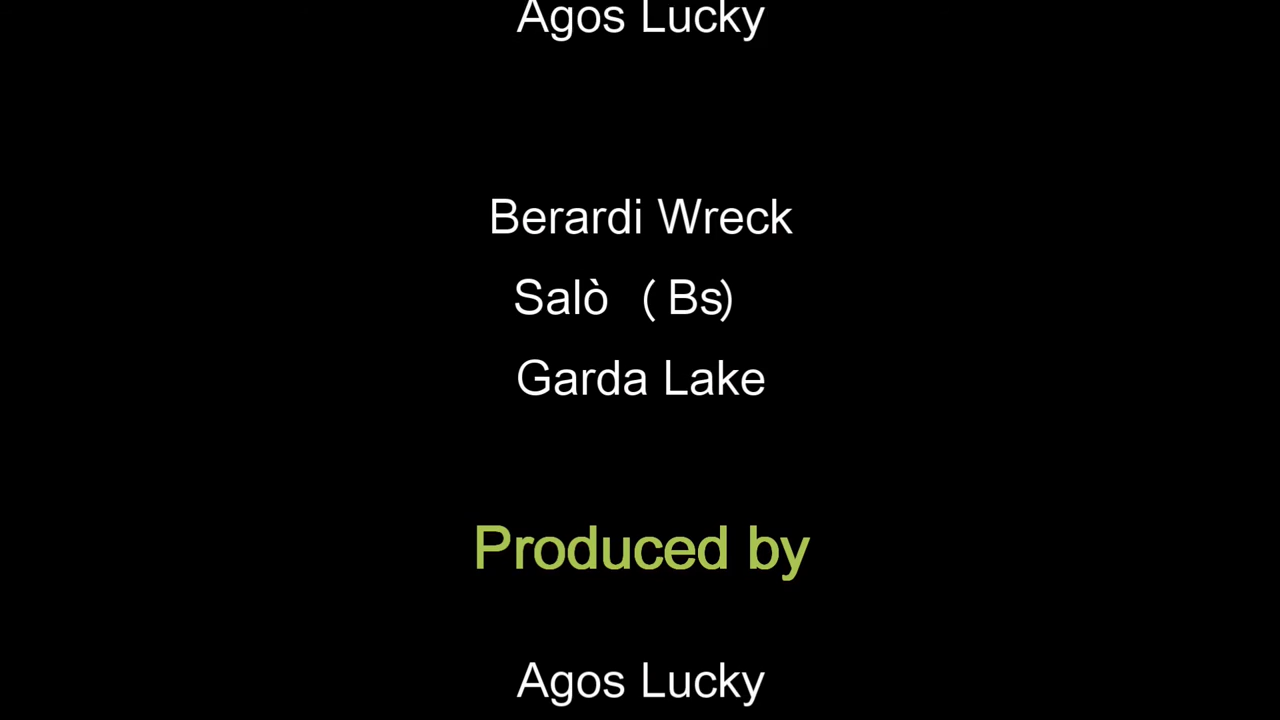 Agos Lucky
Berardi Wreck
Salò ( Bs)
Garda Lake
Produced by
Agos Lucky